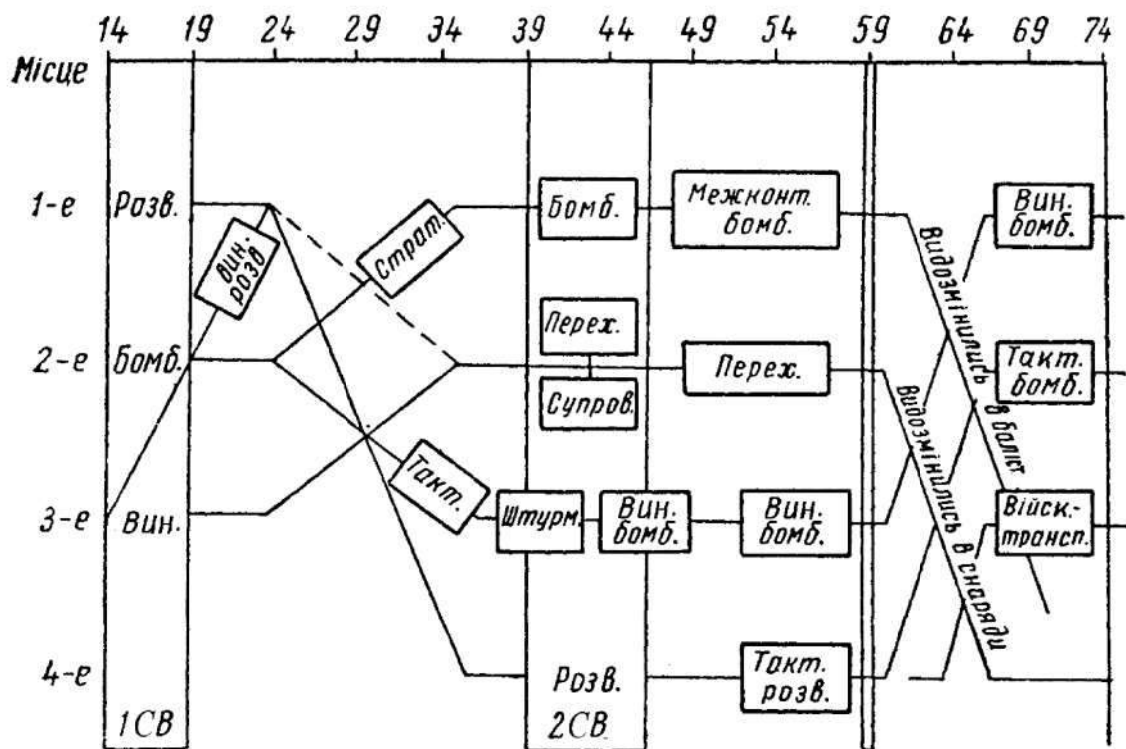 14 19 24 29 34 39 44 49 54 59 64 69 74
Місце
1-е
Розв.
вин.
розв
Страт.
Бомб.
Межконт.
бомб.
Видозмінились в баліст
Вин.
бомб.
2-е
Бомб.
Перех.
Супров.
Перех.
Такт.
бомб.
3-е
Вин.
Такт.
Штурм.
Вин.
бомб.
Вин.
бомб.
Видозмінились в снаряди
Війск.-
трансп.
4-е
Розв.
Такт.
розв.
1СВ
2СВ